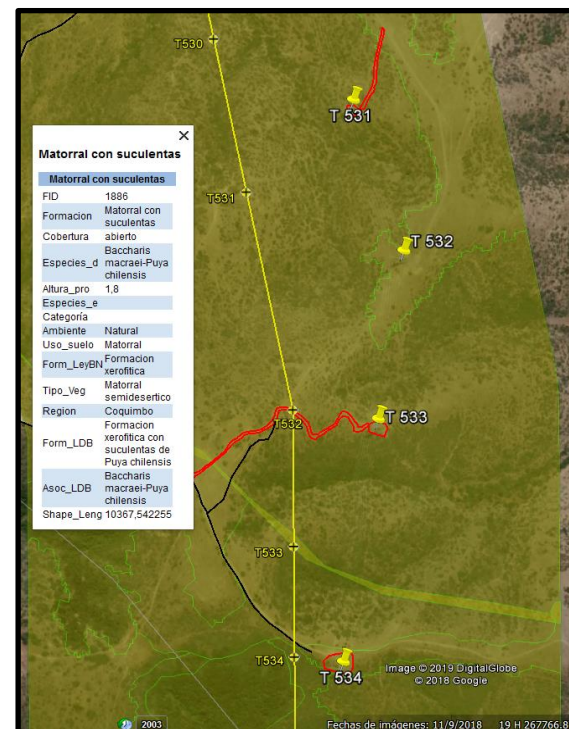 T530
T 531
Matorral con suculentas
Matorral con suculentas
FID 1886
Formacion Matorral con
suculentas
Cobertura abierto
Especies_d Baccharis
macraei-Puya
chilensis
Altura_pro 1,8
Especies_e
Categoría
Ambiente Natural
Uso_suelo Matorral
Form_LeyBN Formacion
xerofitica
Tipo_Veg Matorral
semidesertico
Region Coquimbo
Form_LDB Formacion
xerofitica con
suculentas de
Puya chilensis
Asoc_LDB Baccharis
macraei-Puya
chilensis
Shape_Leng 10367,542255
T531
T 532
T532
T 533
T533
T534
T 534
Image © 2019 DigitalGlobe
© 2018 Google
2003
Fechas de imágenes: 11/9/2018 19 H 267766.8